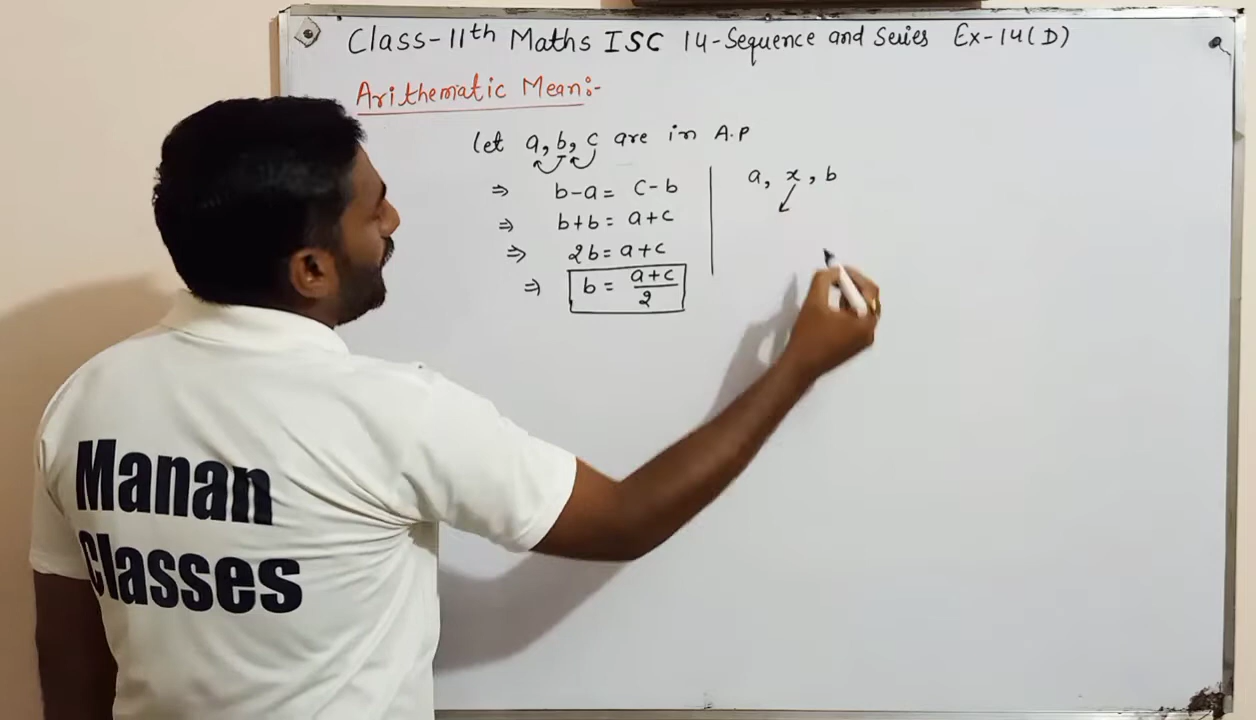 Class-11th Maths ISC 14-Sequence and Series Ex-14(D)
Arithematic Mean:-
let a, b, c are in A.P
⇒ b-a = c-b
⇒ b+b = a+c
⇒ 2b = a+c
⇒ b = a+c/2
a, x, b
Manan
Classes